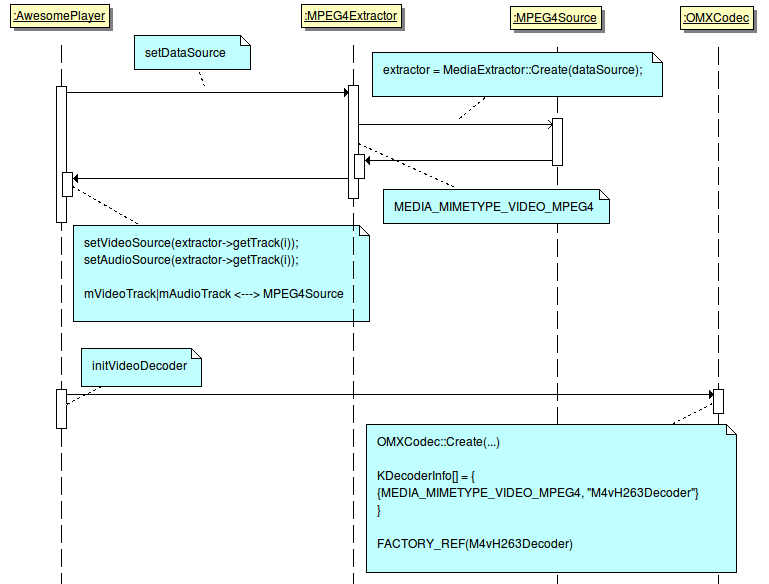 :AwesomePlayer
:MPEG4Extractor
:MPEG4Source
:OMXCodec
setDataSource
extractor = MediaExtractor::Create(dataSource);
MEDIA_MIMETYPE_VIDEO_MPEG4
setVideoSource(extractor->getTrack(i));
setAudioSource(extractor->getTrack(i));
mVideoTrack|mAudioTrack <---> MPEG4Source
initVideoDecoder
OMXCodec::Create(...)
KDecoderInfo[] = {
{MEDIA_MIMETYPE_VIDEO_MPEG4, "M4vH263Decoder"}
}
FACTORY_REF(M4vH263Decoder)